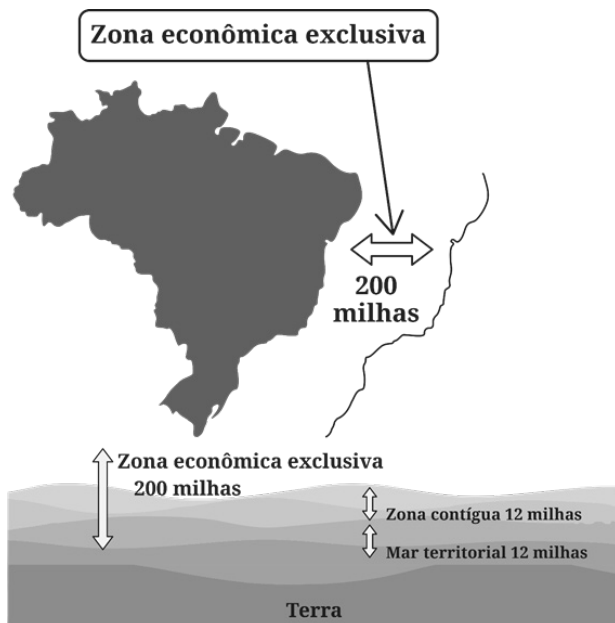 Zona econômica exclusiva
200
milhas
Zona econômica exclusiva
200 milhas
Zona contígua 12 milhas
Mar territorial 12 milhas
Terra